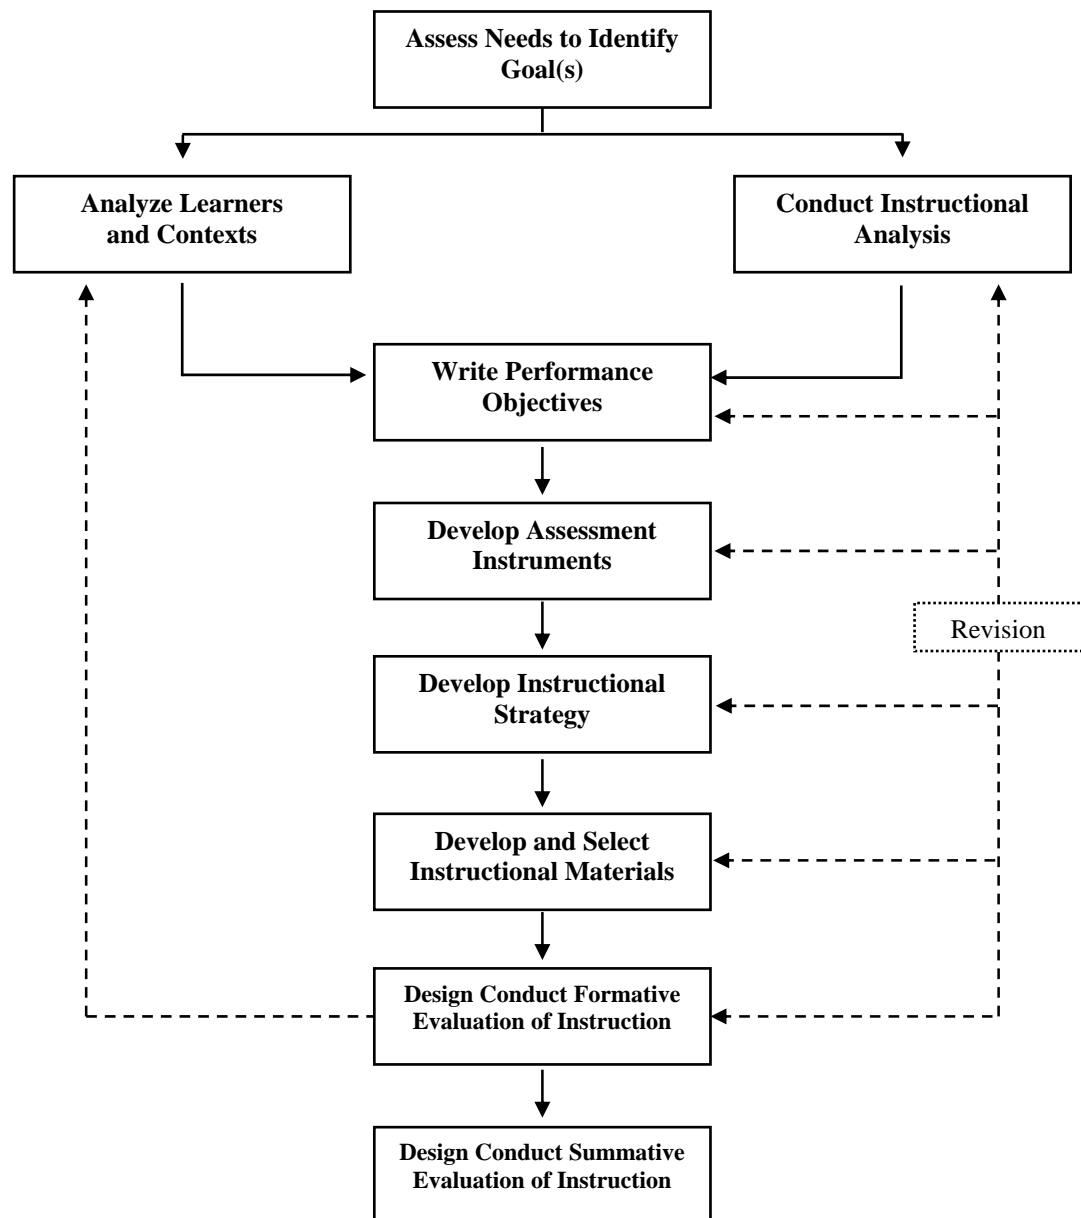 Assess Needs to Identify
Goal(s)
Analyze Learners
and Contexts
Conduct Instructional
Analysis
Write Performance
Objectives
Develop Assessment
Instruments
Revision
Develop Instructional
Strategy
Develop and Select
Instructional Materials
Design Conduct Formative
Evaluation of Instruction
Design Conduct Summative
Evaluation of Instruction